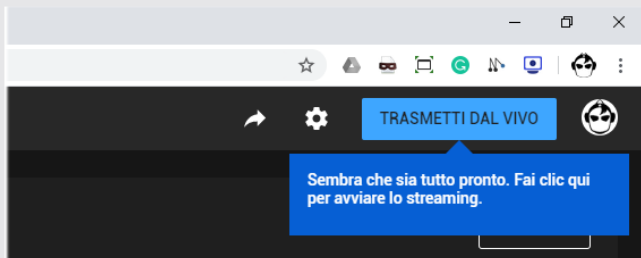 TRASMETTI DAL VIVO
Sembra che sia tutto pronto. Fai clic qui
per avviare lo streaming.